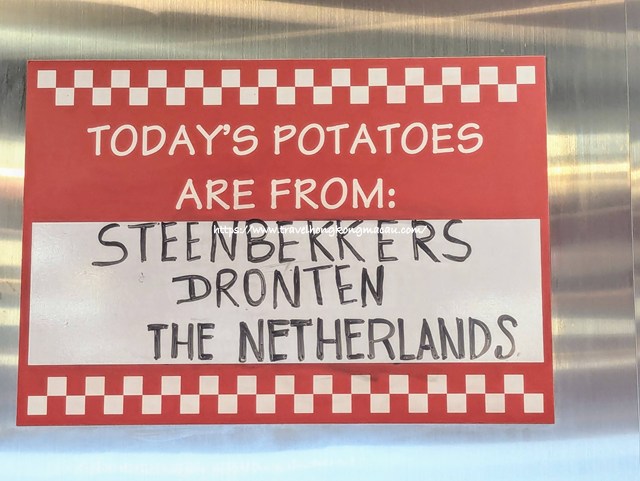 TODAY'S POTATOES
ARE FROM:
https://www.travelhongkongmacau.com/
STEENBEKKERS
DRONTEN
THE NETHERLANDS.